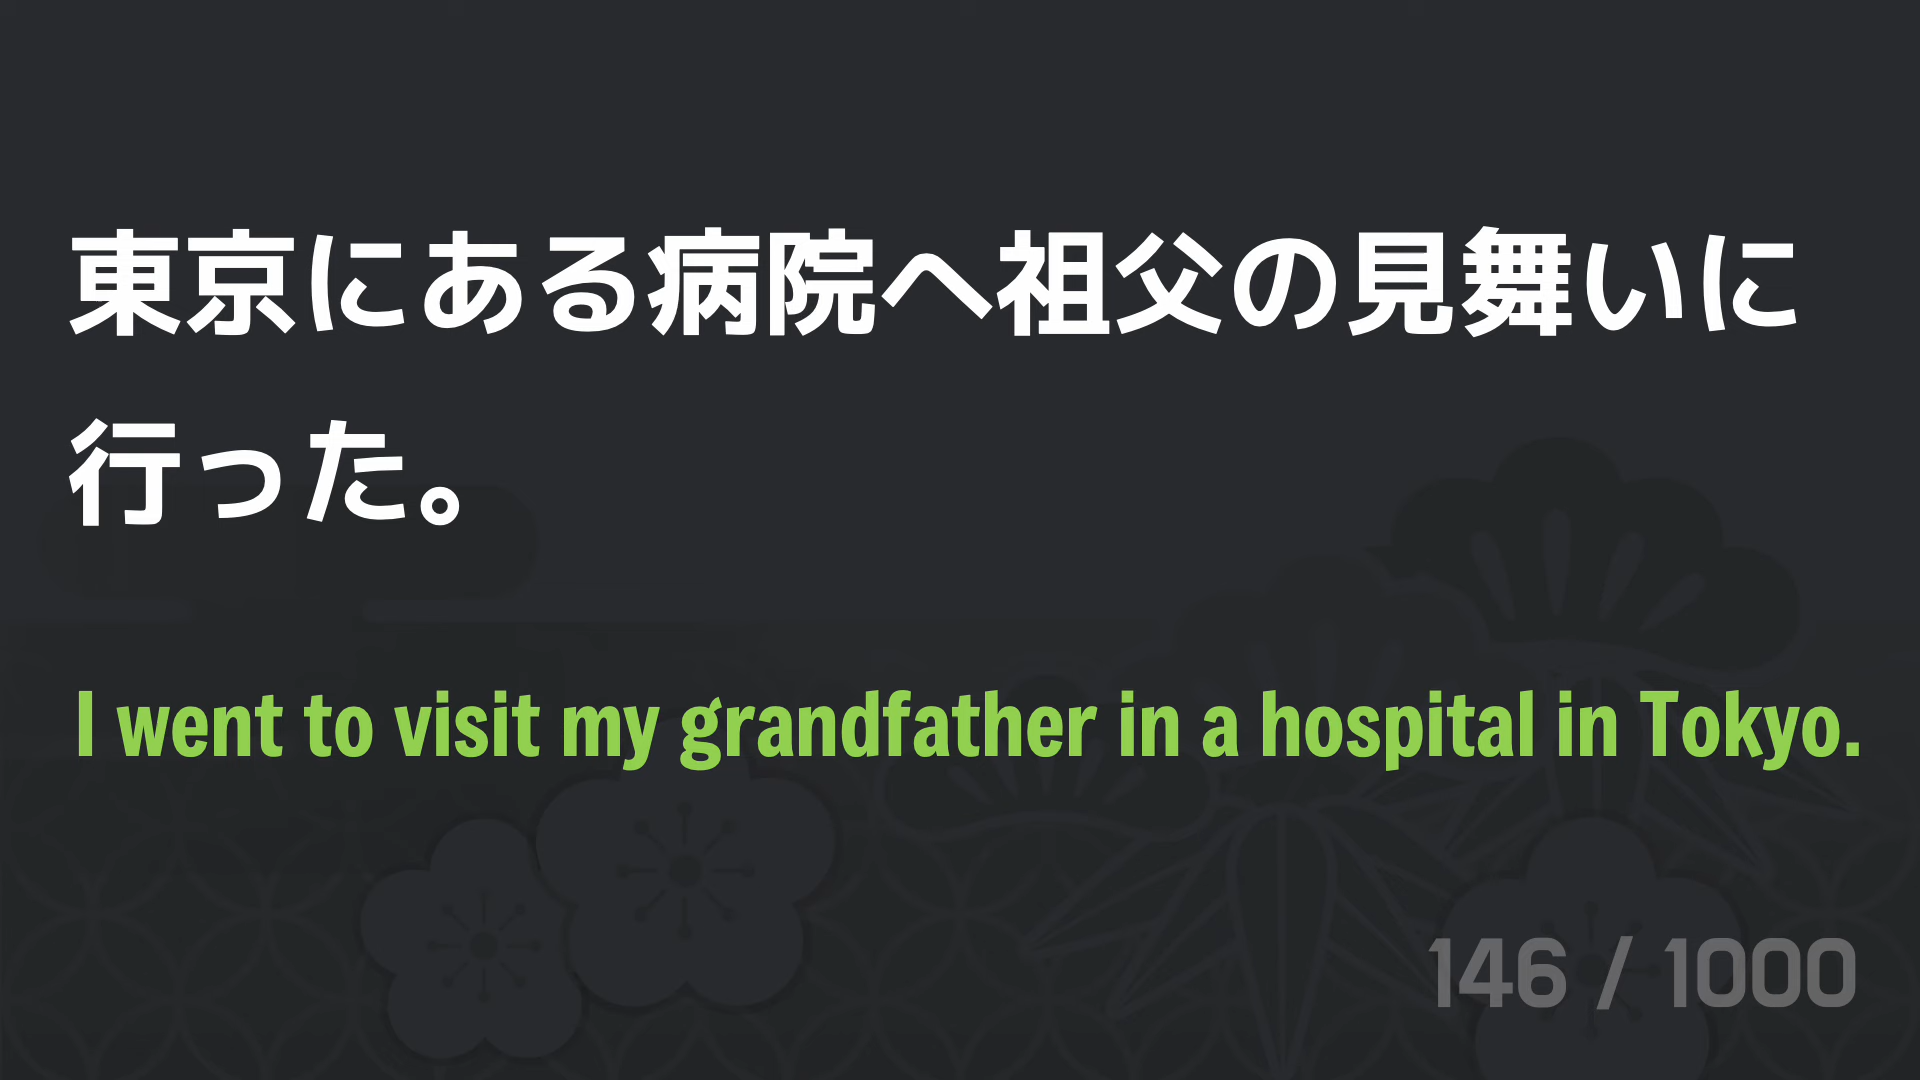 東京にある病院へ祖父の見舞いに
行った。
I went to visit my grandfather in a hospital in Tokyo.
146 / 1000